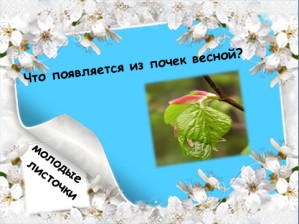 Что появляется из почек весной?
молодые
листочки